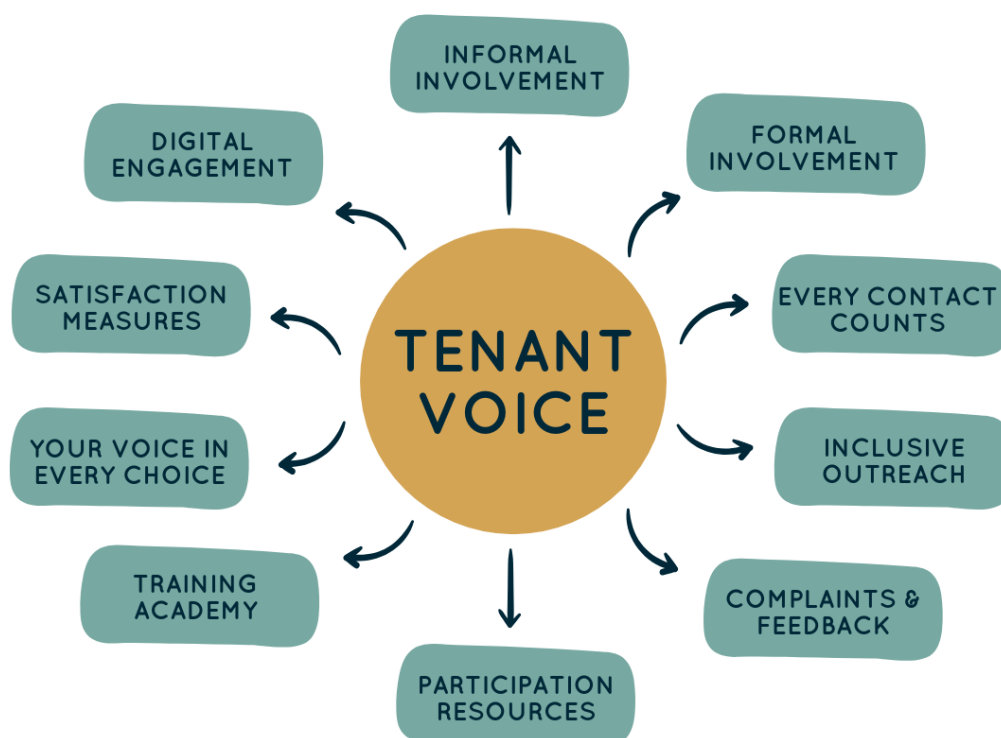 INFORMAL
INVOLVEMENT
DIGITAL
ENGAGEMENT
FORMAL
INVOLVEMENT
SATISFACTION
MEASURES
EVERY CONTACT
COUNTS
TENANT
VOICE
YOUR VOICE IN
EVERY CHOICE
INCLUSIVE
OUTREACH
TRAINING
ACADEMY
COMPLAINTS &
FEEDBACK
PARTICIPATION
RESOURCES